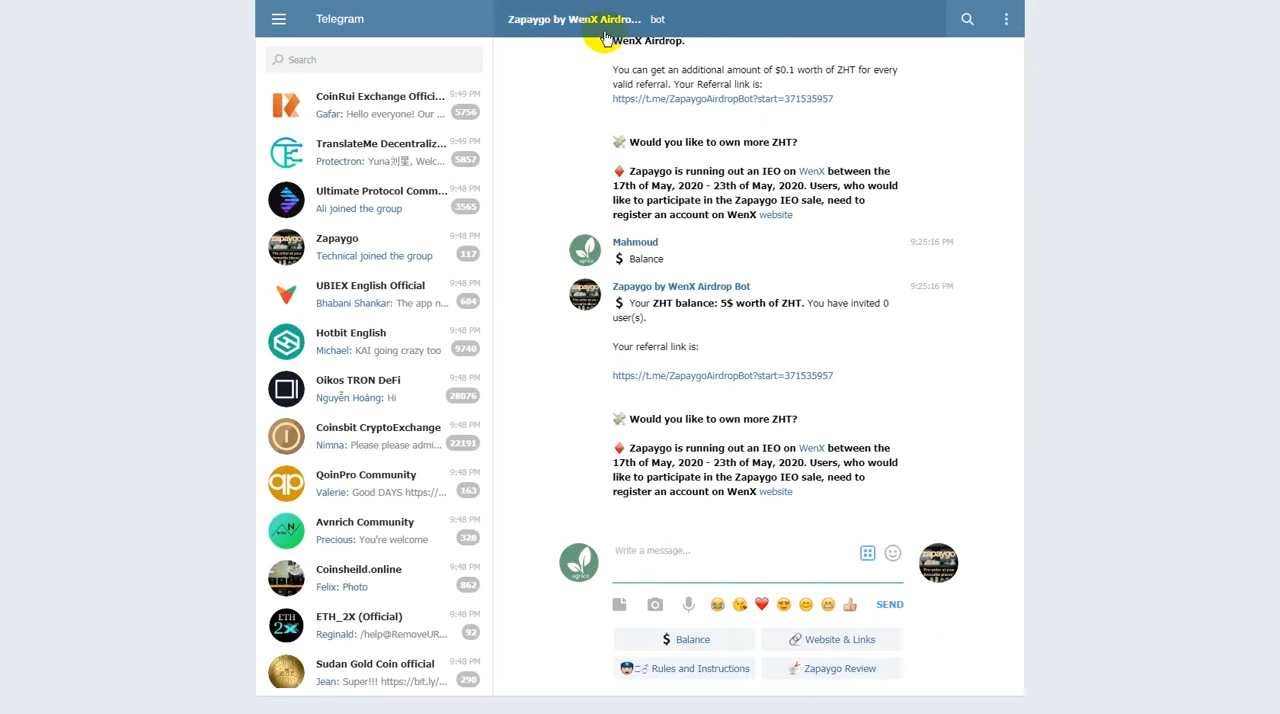 Telegram
Zapaygo by WenX Airdro... bot
Search
CoinRui Exchange Offici... 9:49 PM
Gafar: Hello everyone! Our ... 5756
TranslateMe Decentraliz... 9:49 PM
Protectron: Yuna刘星, Welc... 5857
Ultimate Protocol Comm... 9:48 PM
Ali joined the group 3565
Zapaygo 9:48 PM
Technical joined the group 117
UBIEX English Official 9:48 PM
Bhabani Shankar: The app n... 604
Hotbit English 9:48 PM
Michael: KAI going crazy too 9740
Oikos TRON DeFi 9:48 PM
Nguyễn Hoàng: Hi 28076
Coinsbit CryptoExchange 9:48 PM
Nimna: Please please admi... 22191
QoinPro Community 9:48 PM
Valerie: Good DAYS https:/... 163
Avnrich Community 9:48 PM
Precious: You're welcome 328
Coinsheild.online 9:48 PM
Felix: Photo 862
ETH_2X (Official) 9:48 PM
Reginald: /help@RemoveUR... 92
Sudan Gold Coin official 9:48 PM
Jean: Super!!! https://bit.ly/... 290
WenX Airdrop.
You can get an additional amount of $0.1 worth of ZHT for every
valid referral. Your Referral link is:
https://t.me/ZapaygoAirdropBot?start=371535957
Would you like to own more ZHT?
Zapaygo is running out an IEO on WenX between the
17th of May, 2020 - 23th of May, 2020. Users, who would
like to participate in the Zapaygo IEO sale, need to
register an account on WenX website
Mahmoud 9:25:16 PM
$ Balance
Zapaygo by WenX Airdrop Bot 9:25:16 PM
$ Your ZHT balance: 5$ worth of ZHT. You have invited 0
user(s).
Your referral link is:
https://t.me/ZapaygoAirdropBot?start=371535957
Would you like to own more ZHT?
Zapaygo is running out an IEO on WenX between the
17th of May, 2020 - 23th of May, 2020. Users, who would
like to participate in the Zapaygo IEO sale, need to
register an account on WenX website
agrico
Write a message...
zapaygo
SEND
$ Balance
Website & Links
Rules and Instructions
Zapaygo Review